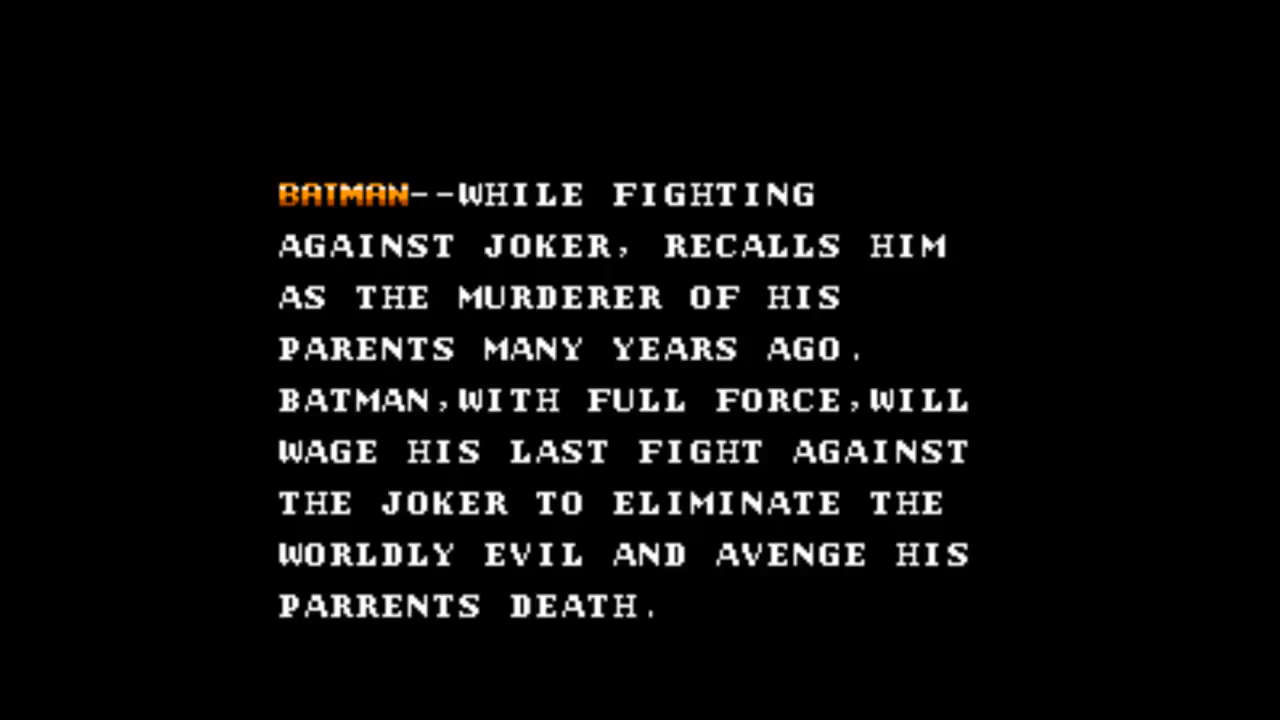 BATMAN--WHILE FIGHTING
AGAINST JOKER, RECALLS HIM
AS THE MURDERER OF HIS
PARENTS MANY YEARS AGO.
BATMAN,WITH FULL FORCE,WILL
WAGE HIS LAST FIGHT AGAINST
THE JOKER TO ELIMINATE THE
WORLDLY EVIL AND AVENGE HIS
PARRENTS DEATH.